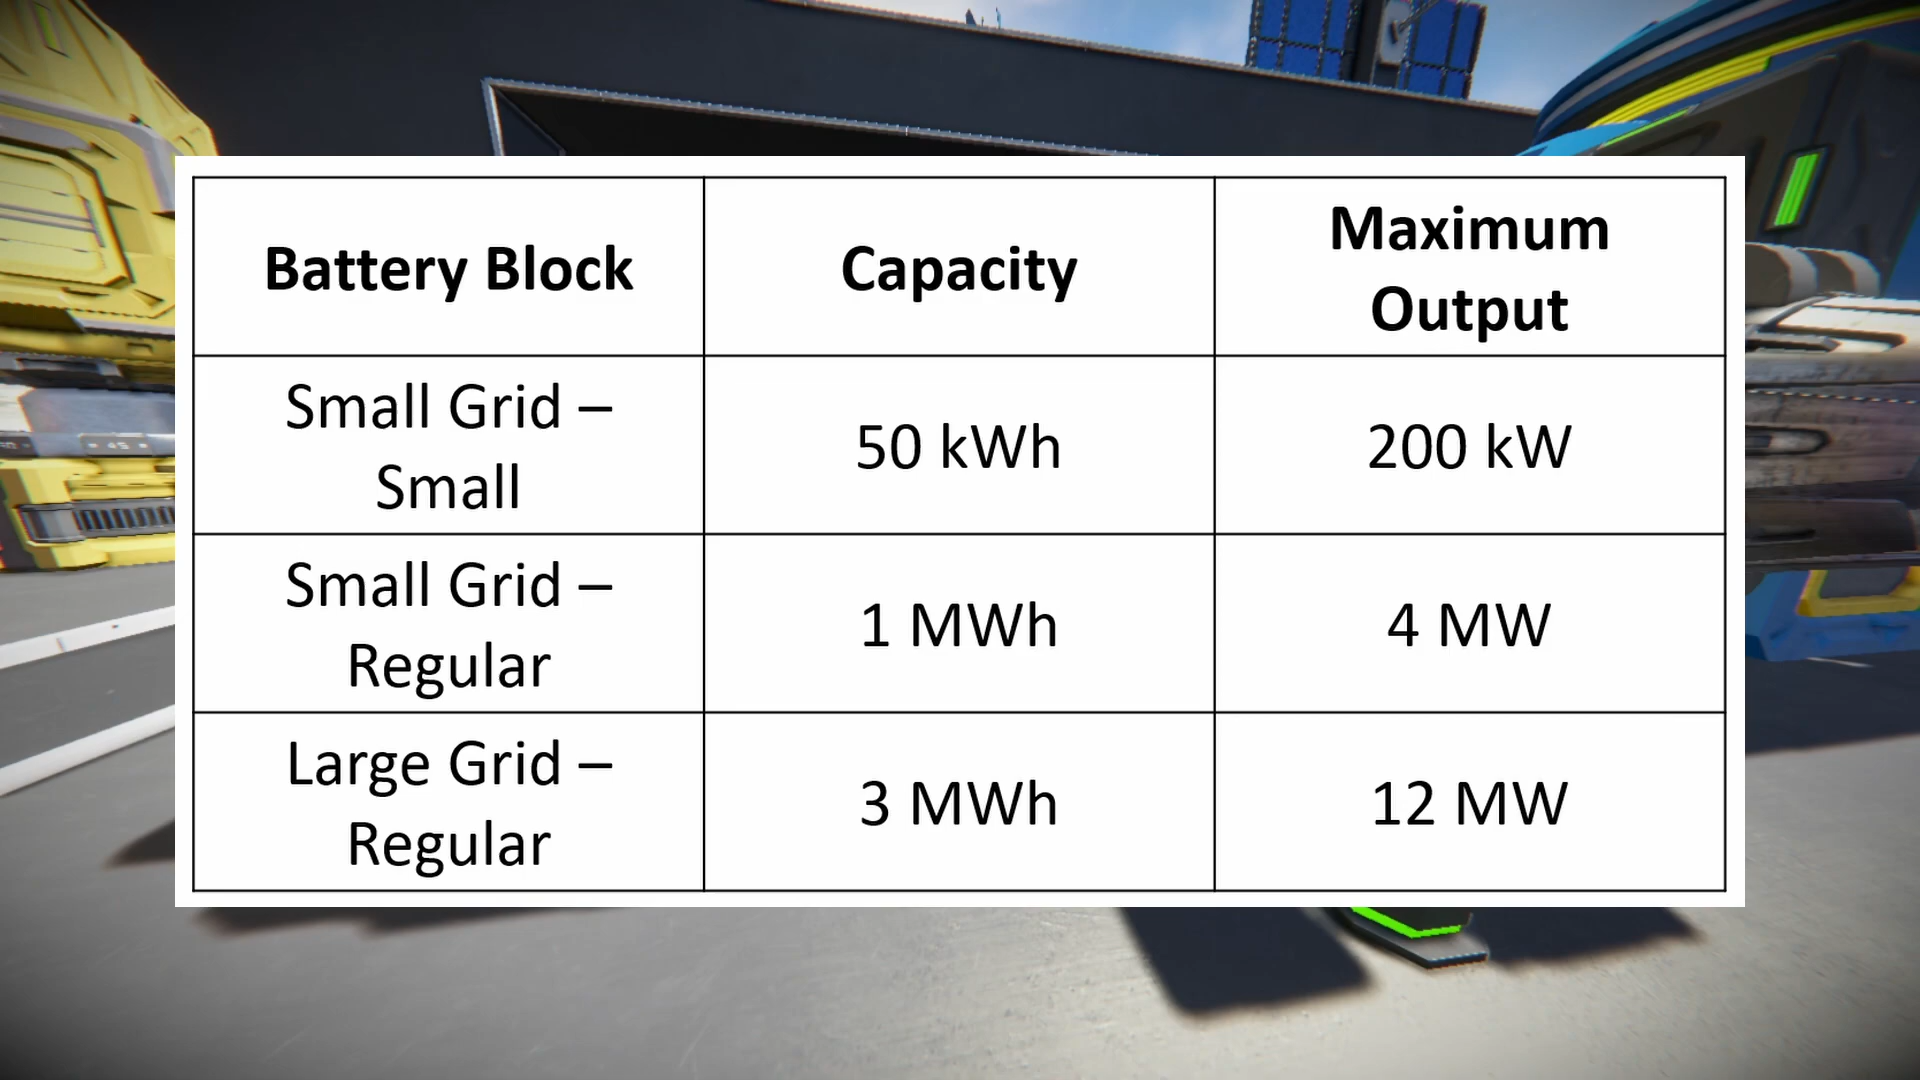 Battery Block
Capacity
Maximum
Output
Small Grid –
Small
50 kWh
200 kW
Small Grid –
Regular
1 MWh
4 MW
Large Grid –
Regular
3 MWh
12 MW